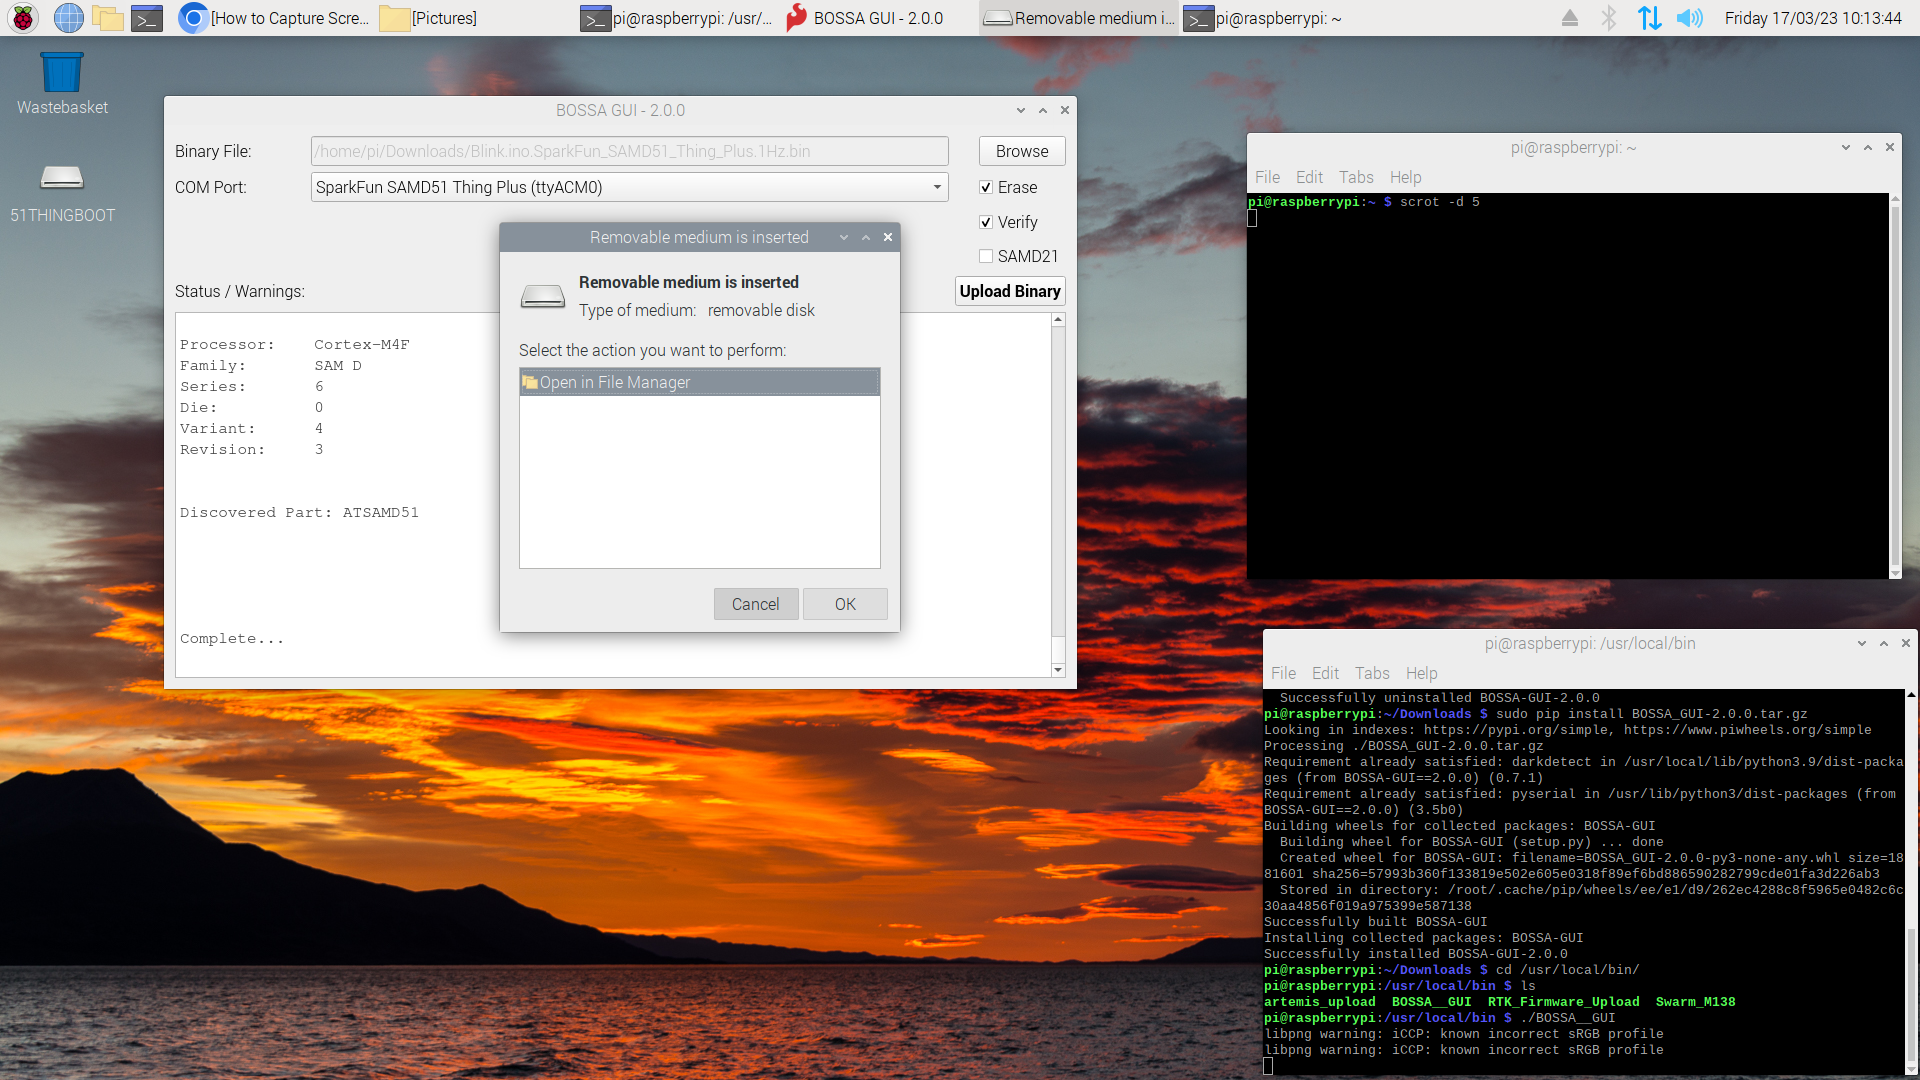 [How to Capture Scre...
[Pictures]
pi@raspberrypi: /usr/...
BOSSA GUI - 2.0.0
Removable medium i...
pi@raspberrypi: ~
Friday 17/03/23 10:13:44
Wastebasket
51THINGBOOT
BOSSA GUI - 2.0.0
Binary File:
/home/pi/Downloads/Blink.ino.SparkFun_SAMD51_Thing_Plus.1Hz.bin
Browse
COM Port:
SparkFun SAMD51 Thing Plus (ttyACM0)
Erase
Verify
SAMD21
Status / Warnings:
Upload Binary
Processor: Cortex-M4F
Family: SAM D
Series: 6
Die: 0
Variant: 4
Revision: 3
Discovered Part: ATSAMD51
Complete...
Removable medium is inserted
Removable medium is inserted
Type of medium: removable disk
Select the action you want to perform:
Open in File Manager
Cancel
OK
pi@raspberrypi: ~
File Edit Tabs Help
pi@raspberrypi:~ $ scrot -d 5
pi@raspberrypi: /usr/local/bin
File Edit Tabs Help
Successfully uninstalled BOSSA-GUI-2.0.0
pi@raspberrypi:~/Downloads $ sudo pip install BOSSA_GUI-2.0.0.tar.gz
Looking in indexes: https://pypi.org/simple, https://www.piwheels.org/simple
Processing ./BOSSA_GUI-2.0.0.tar.gz
Requirement already satisfied: darkdetect in /usr/local/lib/python3.9/dist-packa
ges (from BOSSA-GUI==2.0.0) (0.7.1)
Requirement already satisfied: pyserial in /usr/lib/python3/dist-packages (from
BOSSA-GUI==2.0.0) (3.5b0)
Building wheels for collected packages: BOSSA-GUI
Building wheel for BOSSA-GUI (setup.py) ... done
Created wheel for BOSSA-GUI: filename=BOSSA_GUI-2.0.0-py3-none-any.whl size=18
81601 sha256=57993b360f133819e502e605e0318f89ef6bd886590282799cde01fa3d226ab3
Stored in directory: /root/.cache/pip/wheels/ee/e1/d9/262ec4288c8f5965e0482c6c
30aa4856f019a975399e587138
Successfully built BOSSA-GUI
Installing collected packages: BOSSA-GUI
Successfully installed BOSSA-GUI-2.0.0
pi@raspberrypi:~/Downloads $ cd /usr/local/bin/
pi@raspberrypi:/usr/local/bin $ ls
artemis_upload BOSSA__GUI RTK_Firmware_Upload Swarm_M138
pi@raspberrypi:/usr/local/bin $ ./BOSSA__GUI
libpng warning: iCCP: known incorrect sRGB profile
libpng warning: iCCP: known incorrect sRGB profile